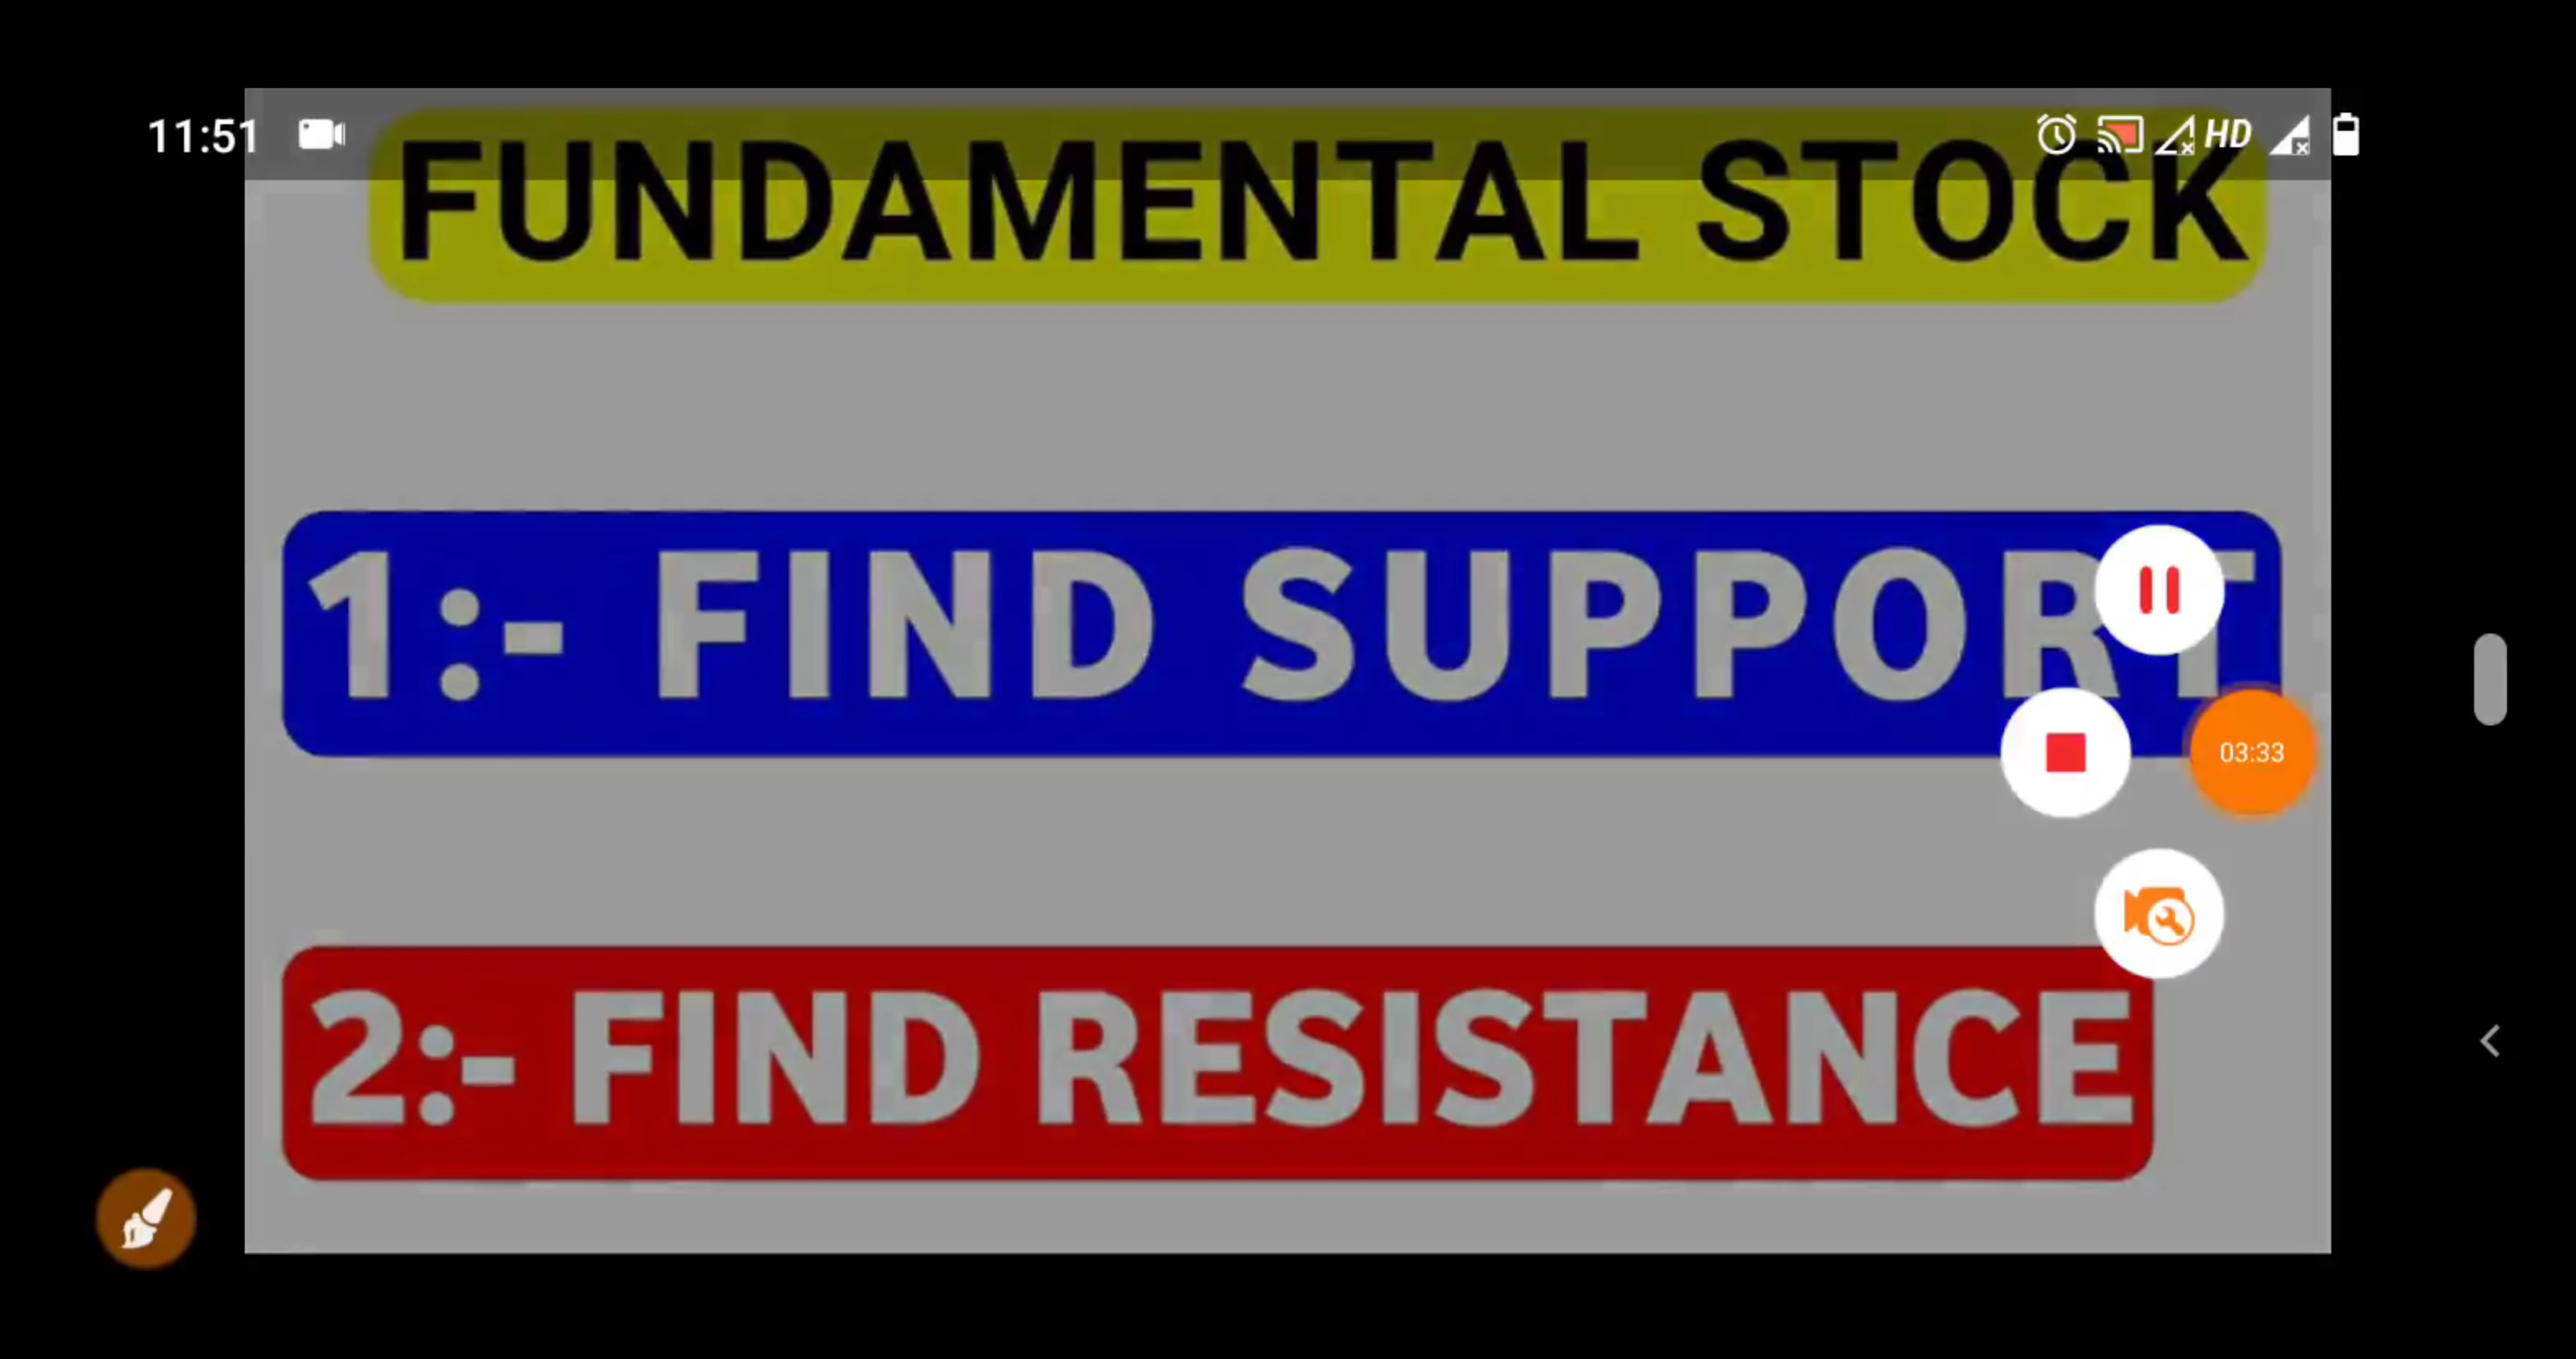 11:51 HD
FUNDAMENTAL STOCK
1:- FIND SUPPORT
03:33
2:- FIND RESISTANCE